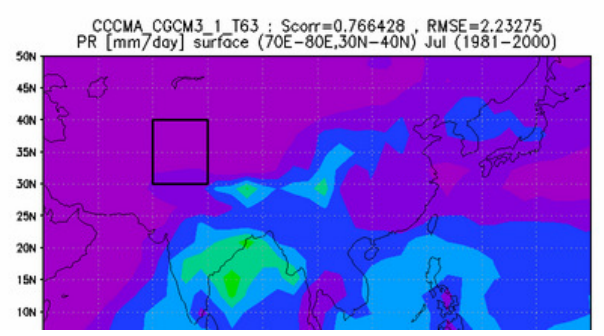 CCCMA_CGCM3_1_T63 : Scorr=0.766428 , RMSE=2.23275
PR [mm/day] surface (70E-80E,30N-40N) Jul (1981-2000)
50N
45N
40N
35N
30N
25N
20N
15N
10N